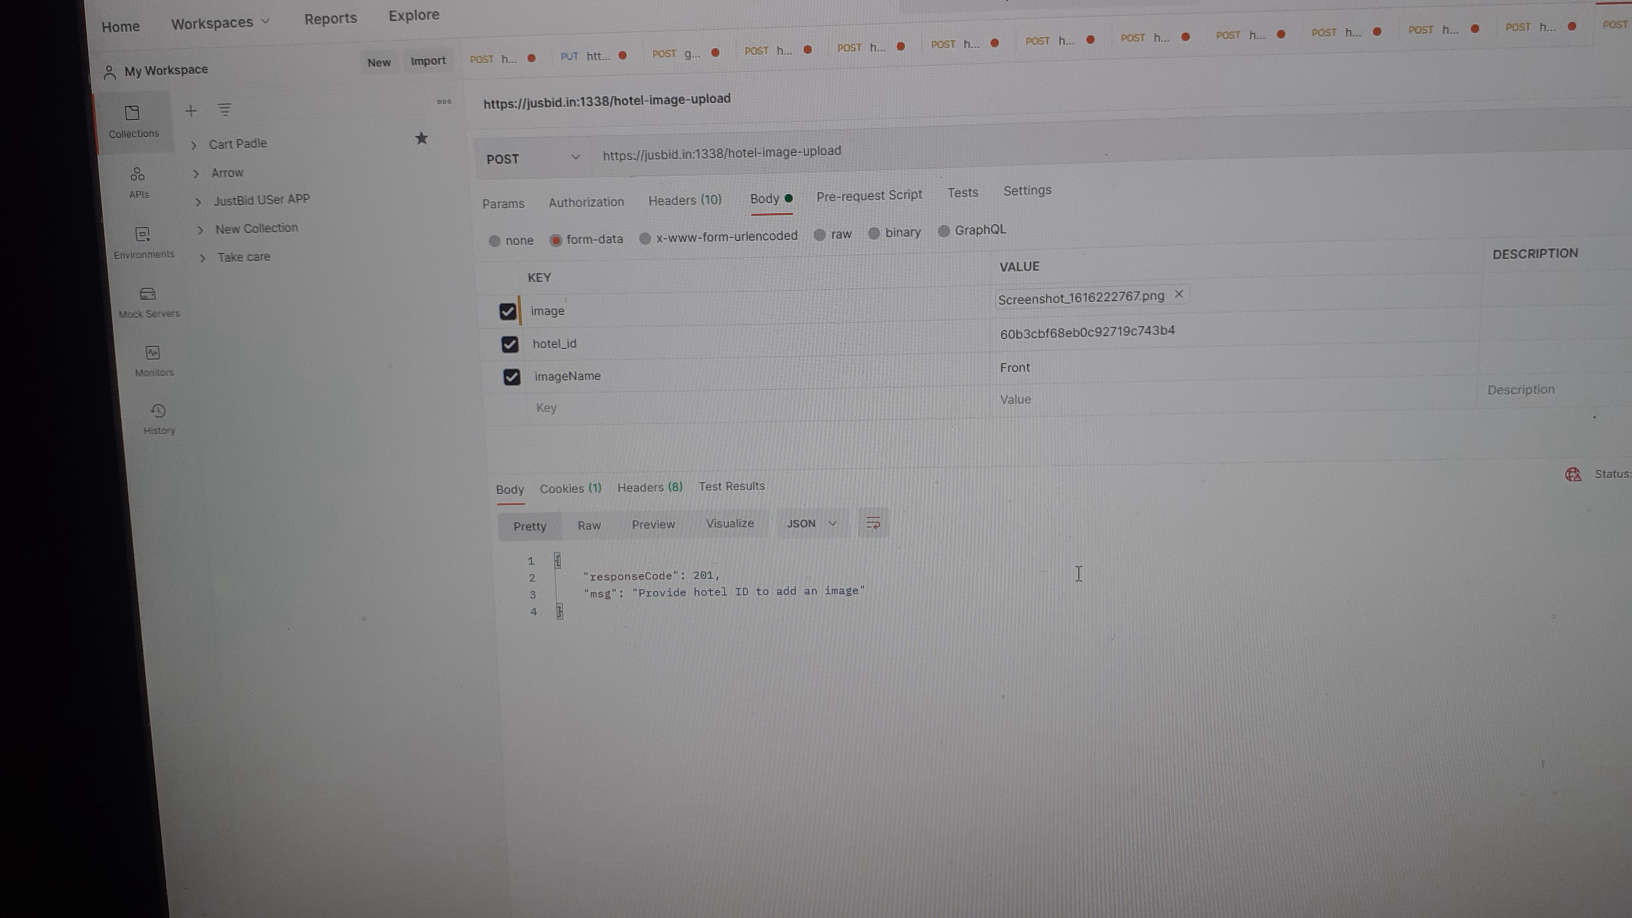 Home Workspaces Reports Explore
My Workspace New Import
POST h... PUT htt... POST g... POST h... POST h... POST h... POST h... POST h... POST h... POST h... POST h... POST h... POST
Collections
APIs
Environments
Mock Servers
Monitors
History
Cart Padle
Arrow
JustBid USer APP
New Collection
Take care
https://jusbid.in:1338/hotel-image-upload
POST https://jusbid.in:1338/hotel-image-upload
Params Authorization Headers (10) Body Pre-request Script Tests Settings
none form-data x-www-form-urlencoded raw binary GraphQL
KEY VALUE DESCRIPTION
image Screenshot_1616222767.png
hotel_id 60b3cbf68eb0c92719c743b4
imageName Front
Key Value Description
Body Cookies (1) Headers (8) Test Results Status:
Pretty Raw Preview Visualize JSON
1
2 "responseCode": 201,
3 "msg": "Provide hotel ID to add an image"
4